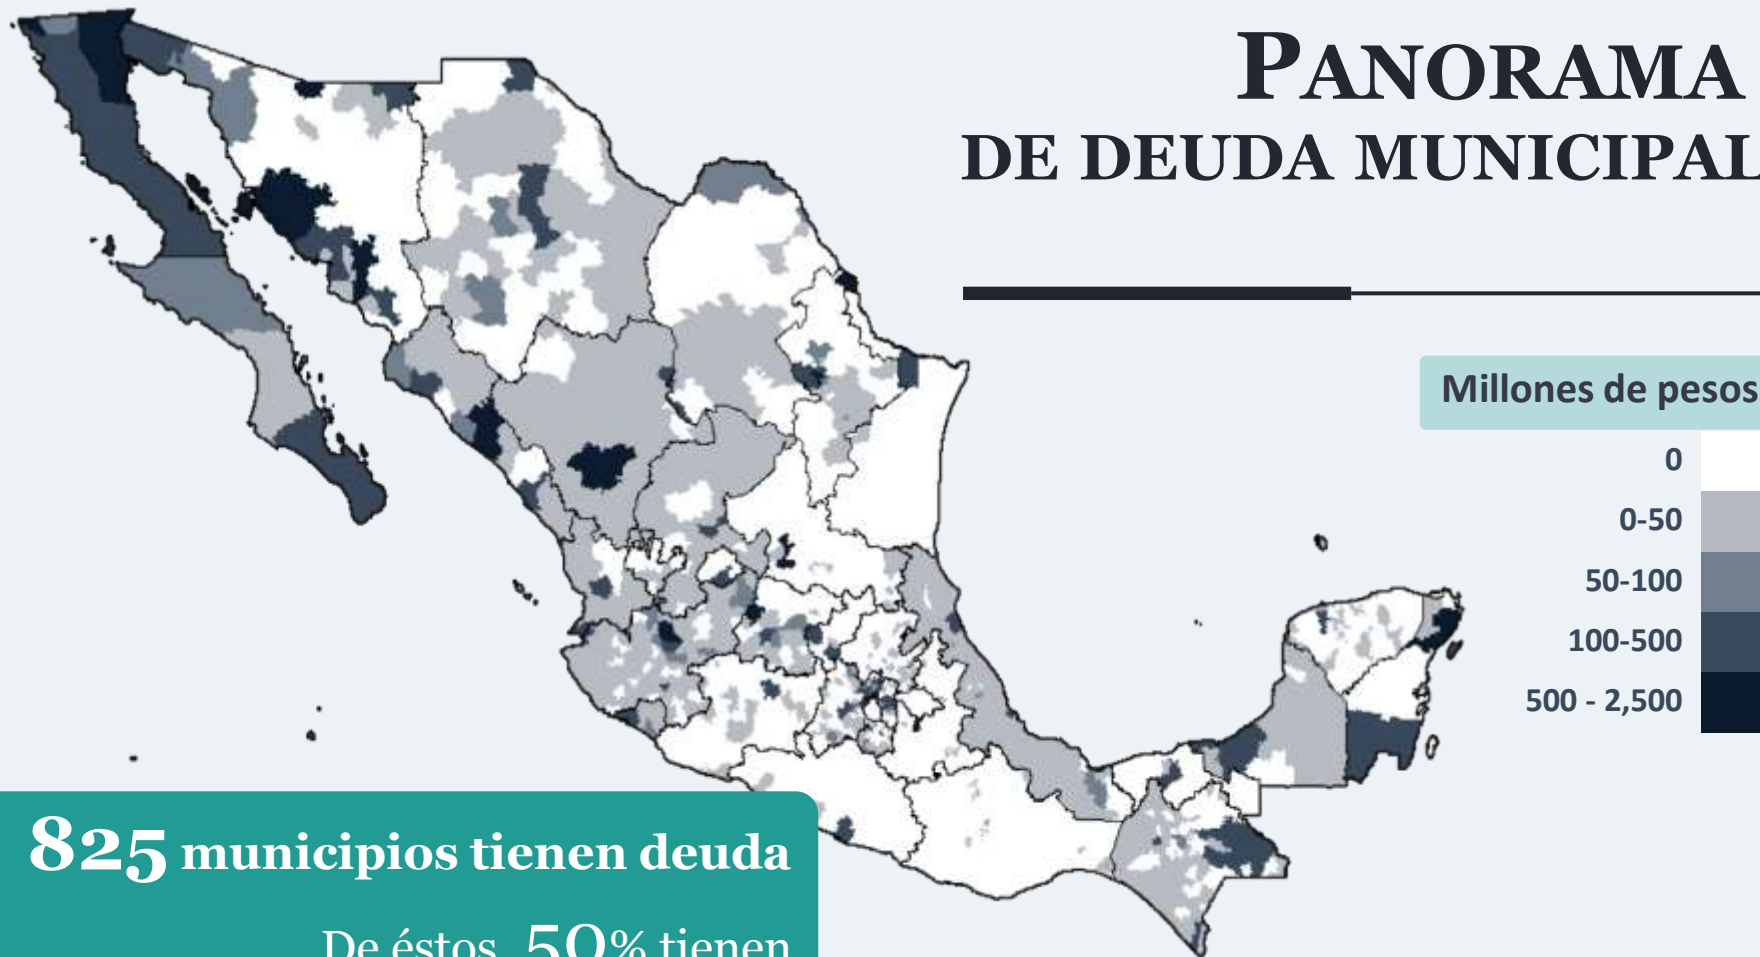 PANORAMA
DE DEUDA MUNICIPAL
Millones de pesos
0
0-50
50-100
100-500
500 - 2,500
825 municipios tienen deuda
De éstos, 50% tienen